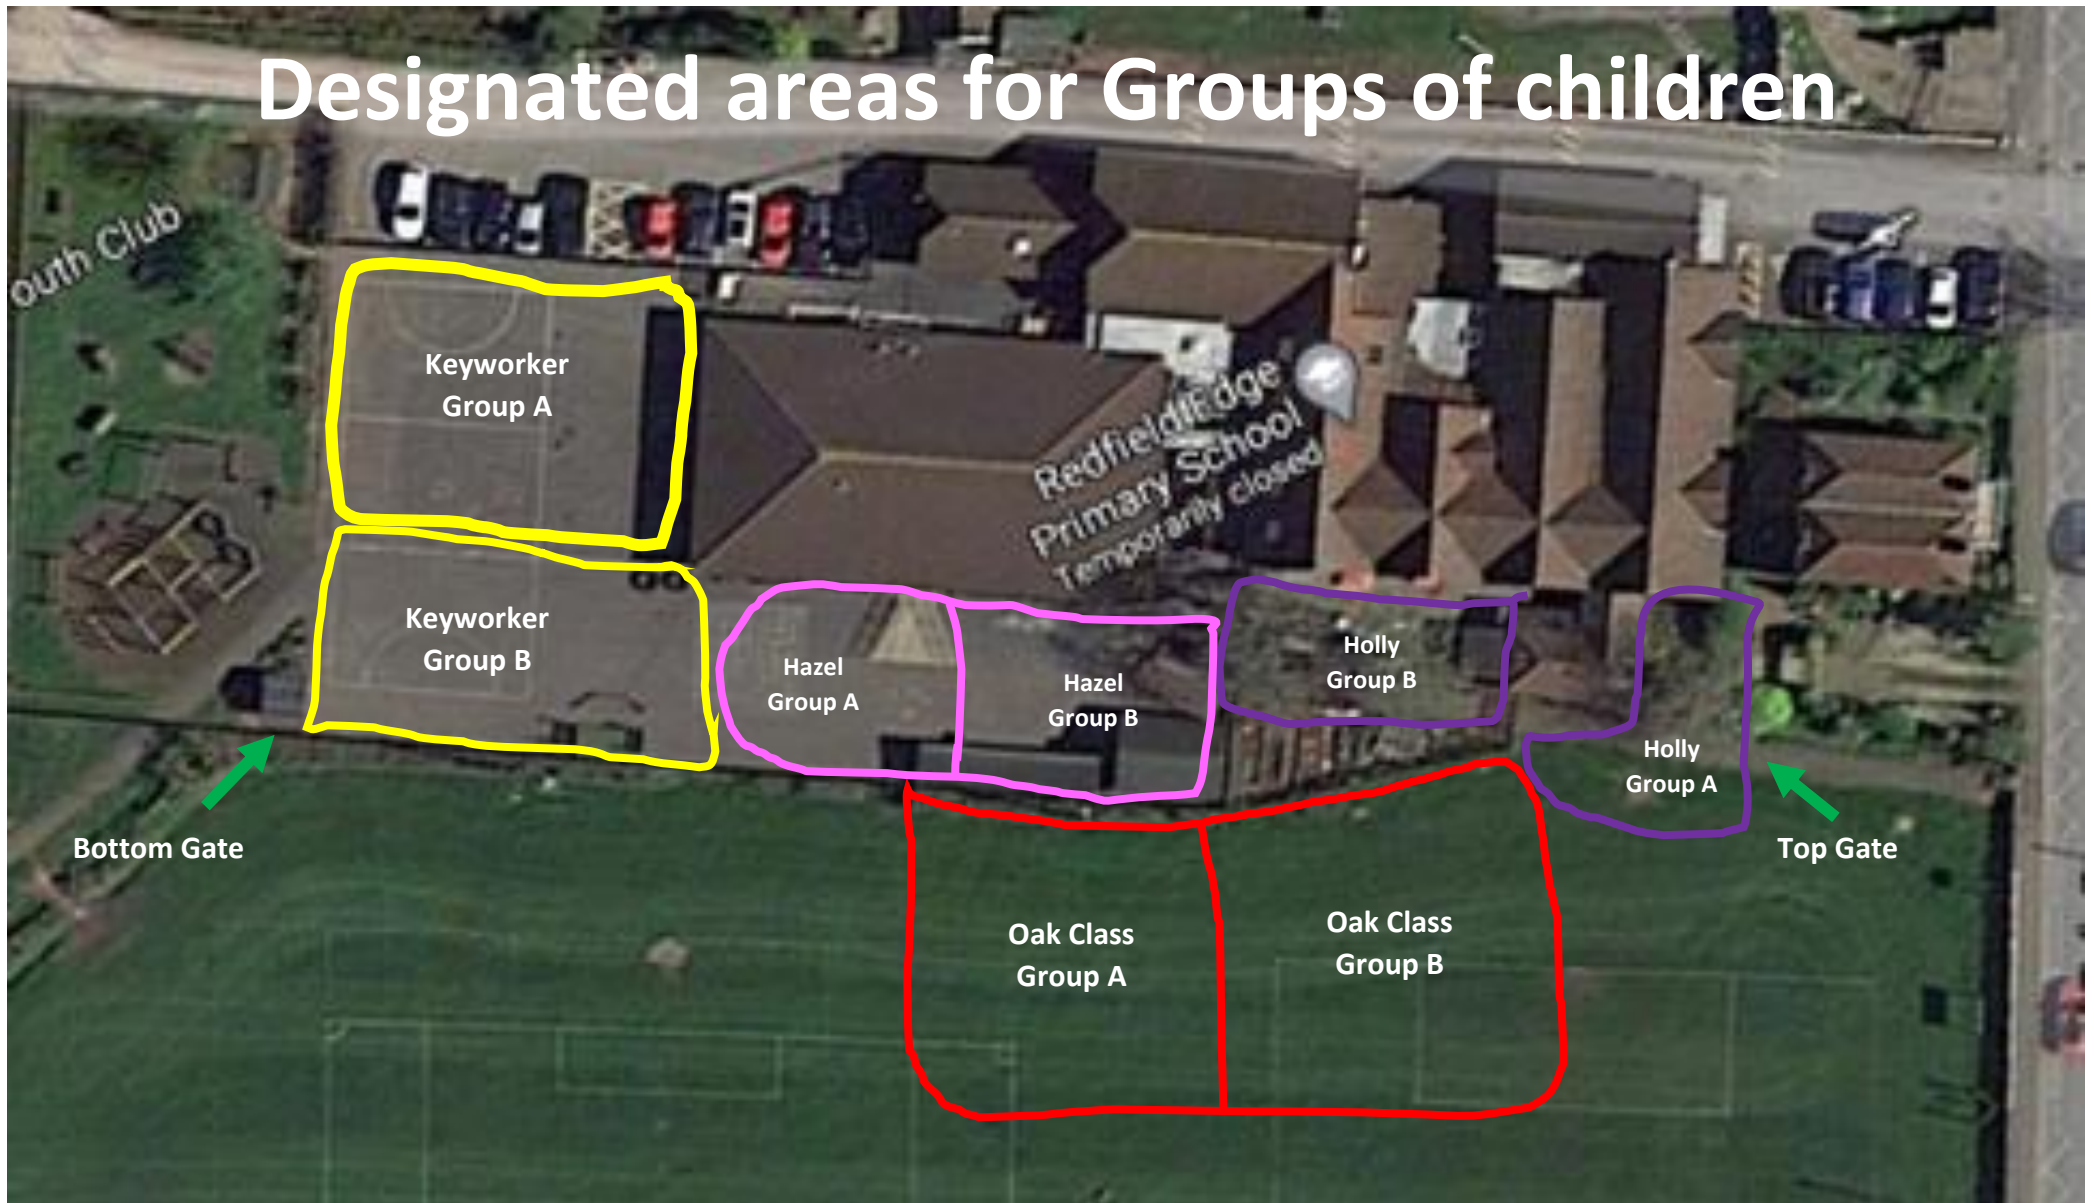 Designated areas for Groups of children
outh Club
Keyworker
Group A
Redfield Edge
Primary School
Temporarily closed
Keyworker
Group B
Hazel
Group A
Hazel
Group B
Holly
Group B
Holly
Group A
Bottom Gate
Top Gate
Oak Class
Group A
Oak Class
Group B